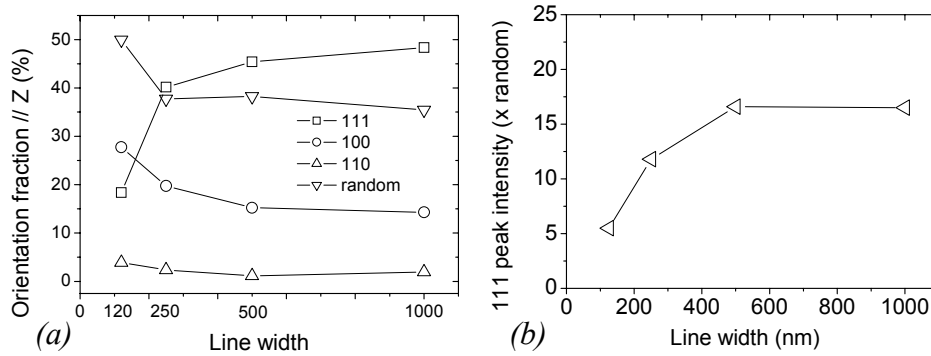 50
40
30
20
10
0
Orientation fraction // Z (%)
111
100
110
random
0 120 250 500 1000
Line width
(a)
25
20
15
10
5
0
111 peak intensity (x random)
0 200 400 600 800 1000
Line width (nm)
(b)